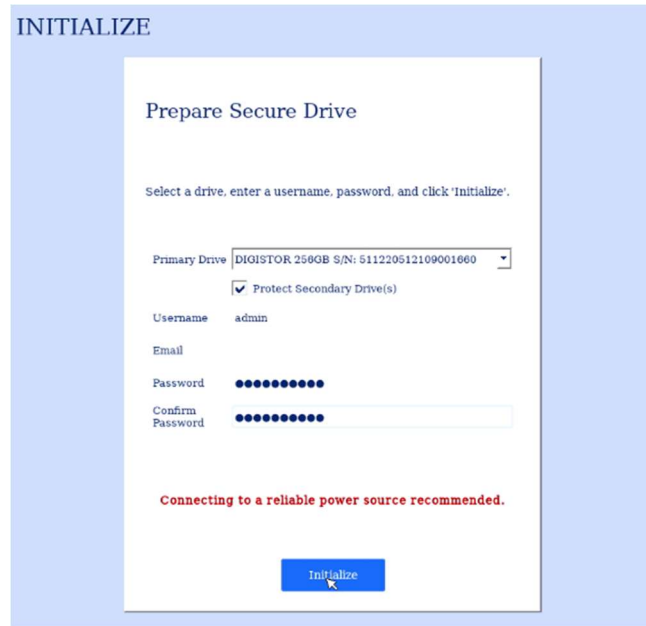 INITIALIZE
Prepare Secure Drive
Select a drive, enter a username, password, and click 'Initialize'.
Primary Drive DIGISTOR 256GB S/N: 511220512109001660
Protect Secondary Drive(s)
Username admin
Email
Password ●●●●●●●●●●
Confirm
Password ●●●●●●●●●●
Connecting to a reliable power source recommended.
Initialize